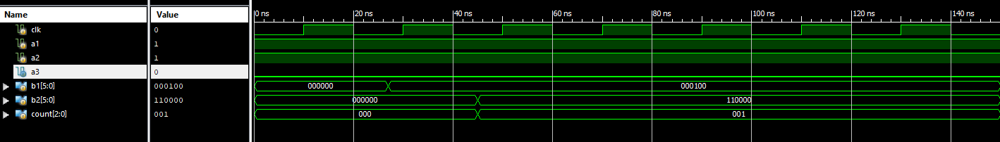 Name Value 0 ns 20 ns 40 ns 60 ns 80 ns 100 ns 120 ns 140 ns
clk 0
a1 1
a2 1
a3 0
b1[5:0] 000100 000000 000100
b2[5:0] 110000 000000 110000
count[2:0] 001 000 001